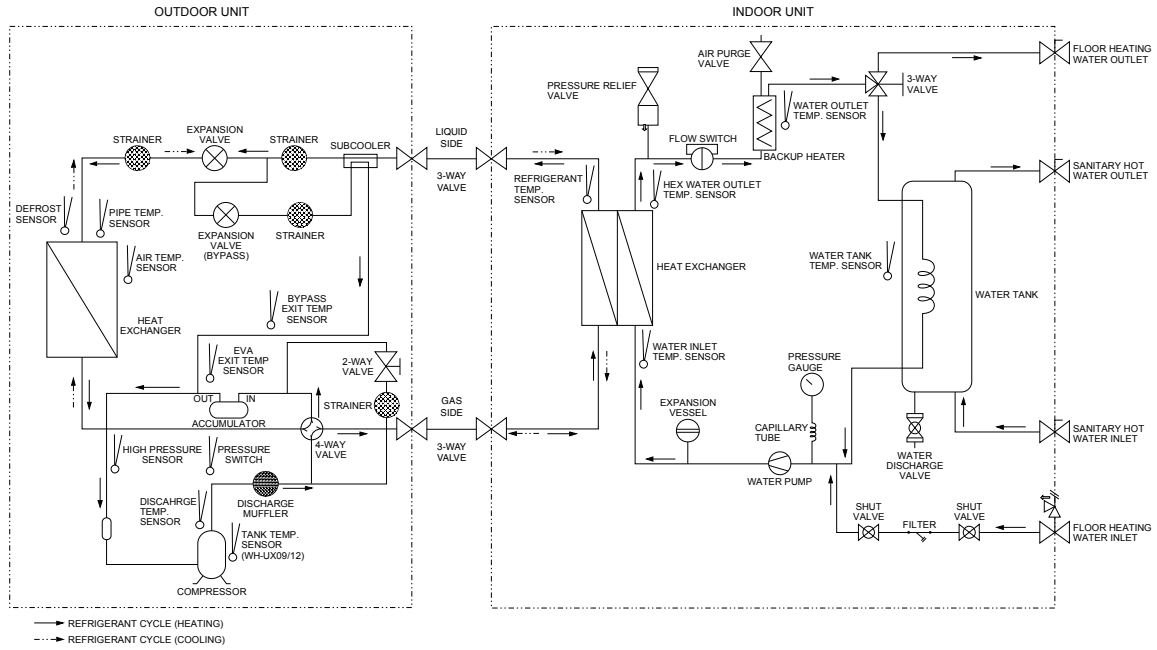 OUTDOOR UNIT
INDOOR UNIT
AIR PURGE
VALVE
FLOOR HEATING
WATER OUTLET
3-WAY
VALVE
PRESSURE RELIEF
VALVE
WATER OUTLET
TEMP. SENSOR
STRAINER
EXPANSION
VALVE
STRAINER
SUBCOOLER
LIQUID
SIDE
3-WAY
VALVE
FLOW SWITCH
BACKUP HEATER
SANITARY HOT
WATER OUTLET
REFRIGERANT
TEMP.
SENSOR
HEX WATER OUTLET
TEMP. SENSOR
DEFROST
SENSOR
PIPE TEMP.
SENSOR
EXPANSION
VALVE
(BYPASS)
STRAINER
AIR TEMP.
SENSOR
WATER TANK
TEMP. SENSOR
HEAT EXCHANGER
WATER TANK
HEAT
EXCHANGER
BYPASS
EXIT TEMP
SENSOR
EVA
EXIT TEMP
SENSOR
2-WAY
VALVE
WATER INLET
TEMP. SENSOR
PRESSURE
GAUGE
OUT
IN
ACCUMULATOR
STRAINER
GAS
SIDE
3-WAY
VALVE
EXPANSION
VESSEL
CAPILLARY
TUBE
SANITARY HOT
WATER INLET
HIGH PRESSURE
SENSOR
PRESSURE
SWITCH
4-WAY
VALVE
WATER
DISCHARGE
VALVE
WATER PUMP
DISCAHRGE
TEMP.
SENSOR
DISCHARGE
MUFFLER
SHUT
VALVE
FILTER
SHUT
VALVE
FLOOR HEATING
WATER INLET
TANK TEMP.
SENSOR
(WH-UX09/12)
COMPRESSOR
REFRIGERANT CYCLE (HEATING)
REFRIGERANT CYCLE (COOLING)